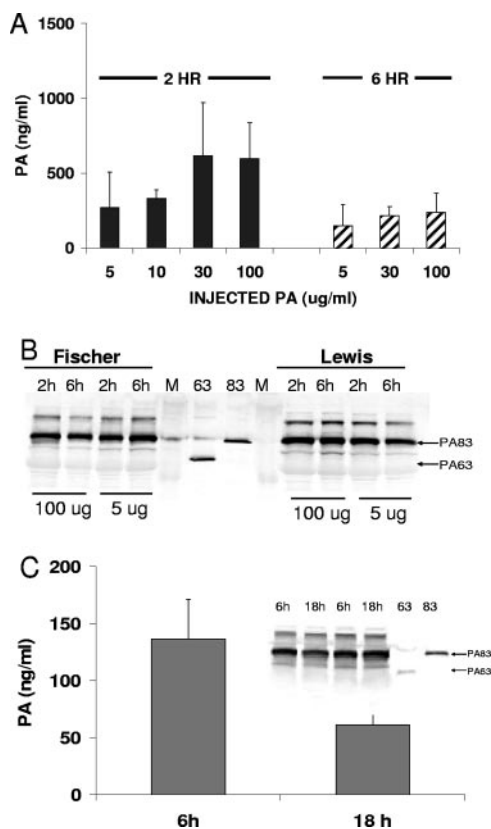 A
1500
1000
500
0
PA (ng/ml)
2 HR
6 HR
5 10 30 100 5 30 100
INJECTED PA (ug/ml)
B
Fischer
Lewis
2h 6h 2h 6h M 63 83 M 2h 6h 2h 6h
PA83
PA63
100 ug 5 ug
100 ug 5 ug
C
200
150
100
50
0
PA (ng/ml)
6h 18h 6h 18h 63 83
PA83
PA63
6h 18 h